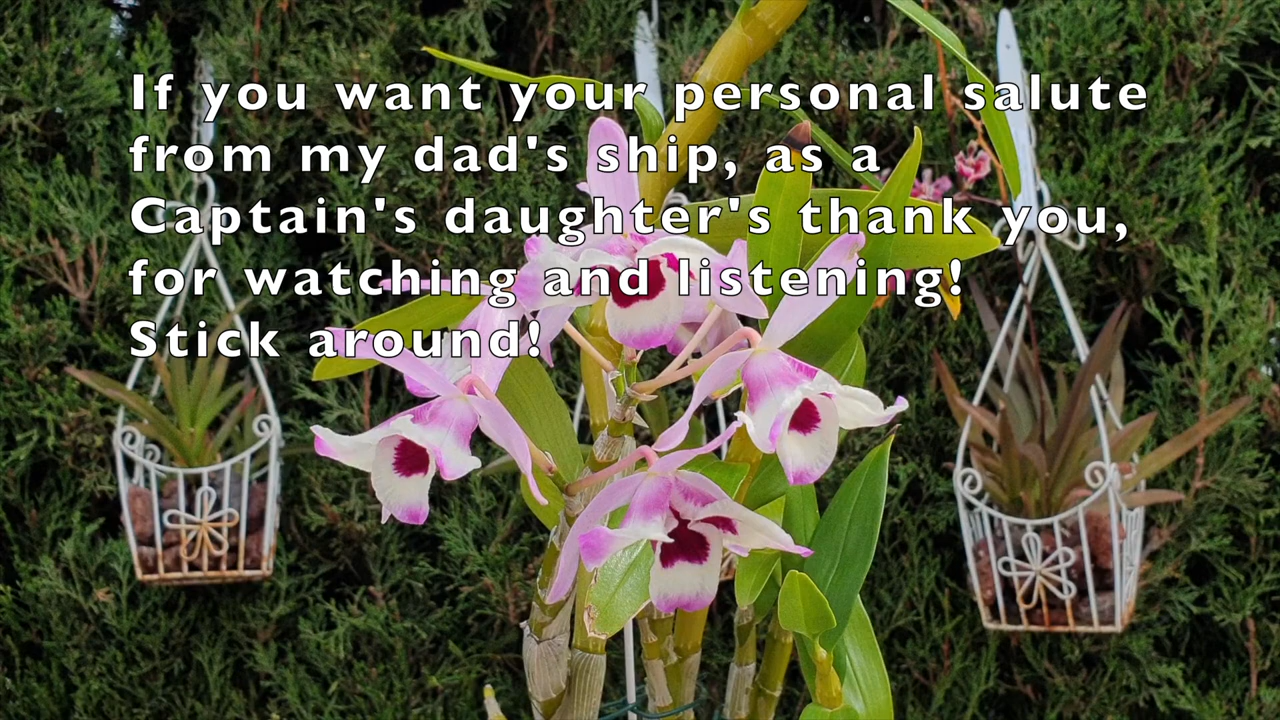 If you want your personal salute
from my dad's ship, as a
Captain's daughter's thank you,
for watching and listening!
Stick around!